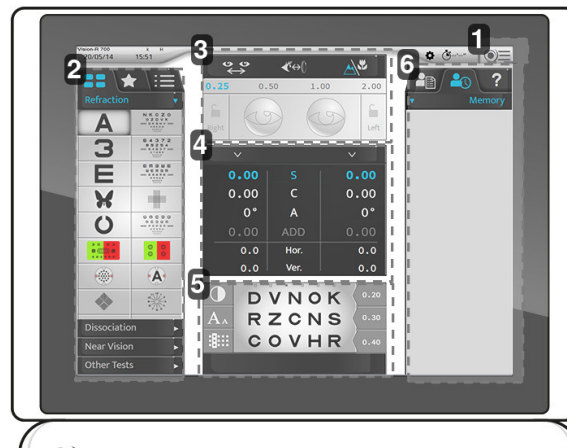 Vision-R 700
20/05/14 15:51
1
2
3
4
5
6
Refraction
A
3
E
A
Dissociation
Near Vision
Other Tests
0.25 0.50 1.00 2.00
Right Left
0.00 S 0.00
0.00 C 0.00
0° A 0°
0.00 ADD 0.00
0.0 Hor. 0.0
0.0 Ver. 0.0
DVNOK 0.20
AA RZCNS 0.30
COVHR 0.40
?
Memory